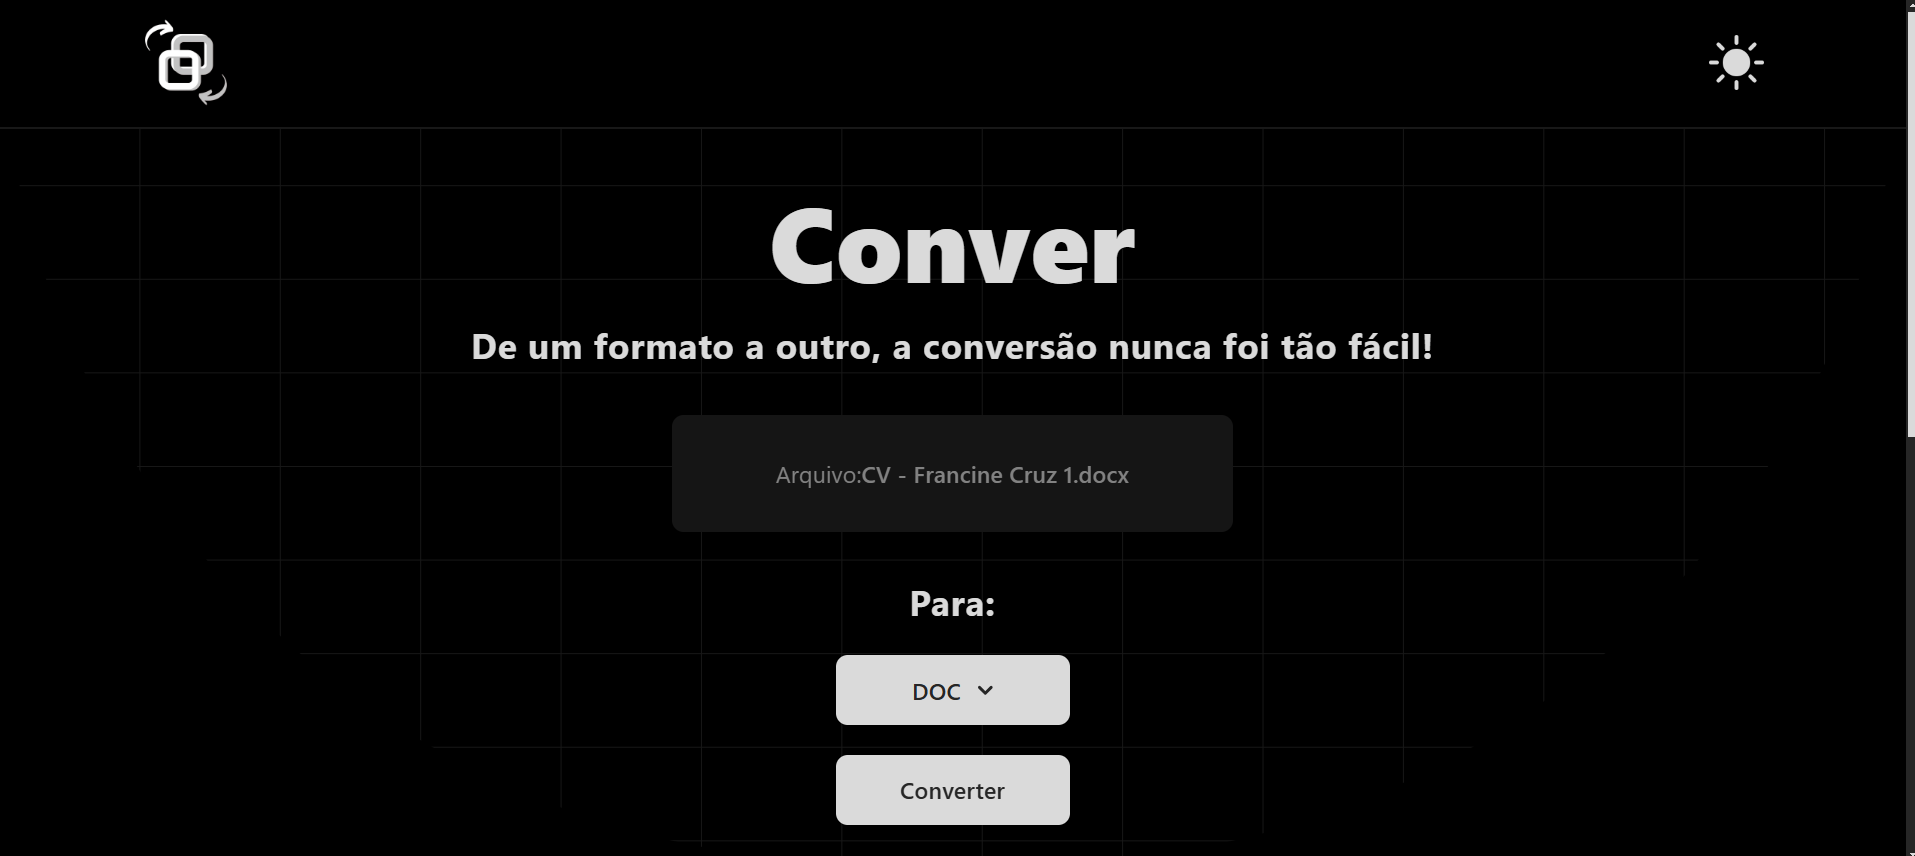 Conver
De um formato a outro, a conversão nunca foi tão fácil!
Arquivo:CV - Francine Cruz 1.docx
Para:
DOC
Converter